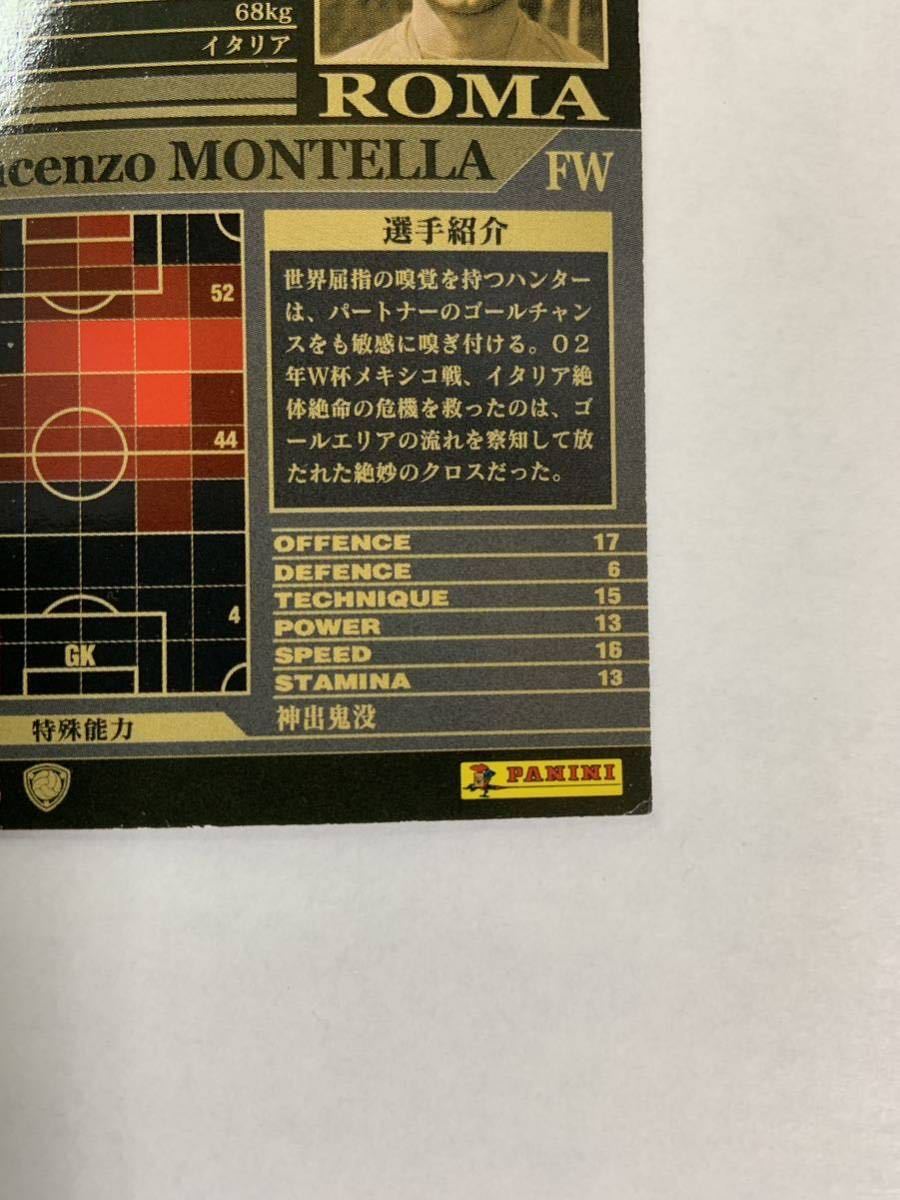 68kg
イタリア
ROMA
cenzo MONTELLA
FW
52
44
4
GK
選手紹介
世界屈指の嗅覚を持つハンター
は、パートナーのゴールチャン
スをも敏感に嗅ぎ付ける。０２
年W杯メキシコ戦、イタリア絶
体絶命の危機を救ったのは、ゴ
ールエリアの流れを察知して放
たれた絶妙のクロスだった。
OFFENCE 17
DEFENCE 6
TECHNIQUE 15
POWER 13
SPEED 16
STAMINA 13
特殊能力
神出鬼没
PANINI